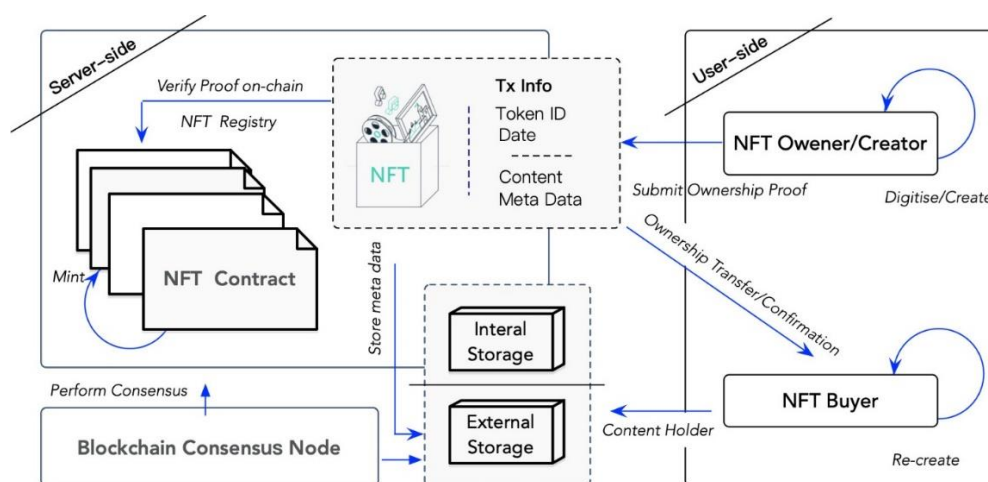 Server-side
User-side
Verify Proof on-chain
NFT Registry
NFT
Tx Info
Token ID
Date
Content
Meta Data
NFT Owener/Creator
Submit Ownership Proof
Digitise/Create
Mint
NFT Contract
Store meta data
Ownership Transfer/Confirmation
Interal
Storage
External
Storage
Perform Consensus
Blockchain Consensus Node
Content Holder
NFT Buyer
Re-create